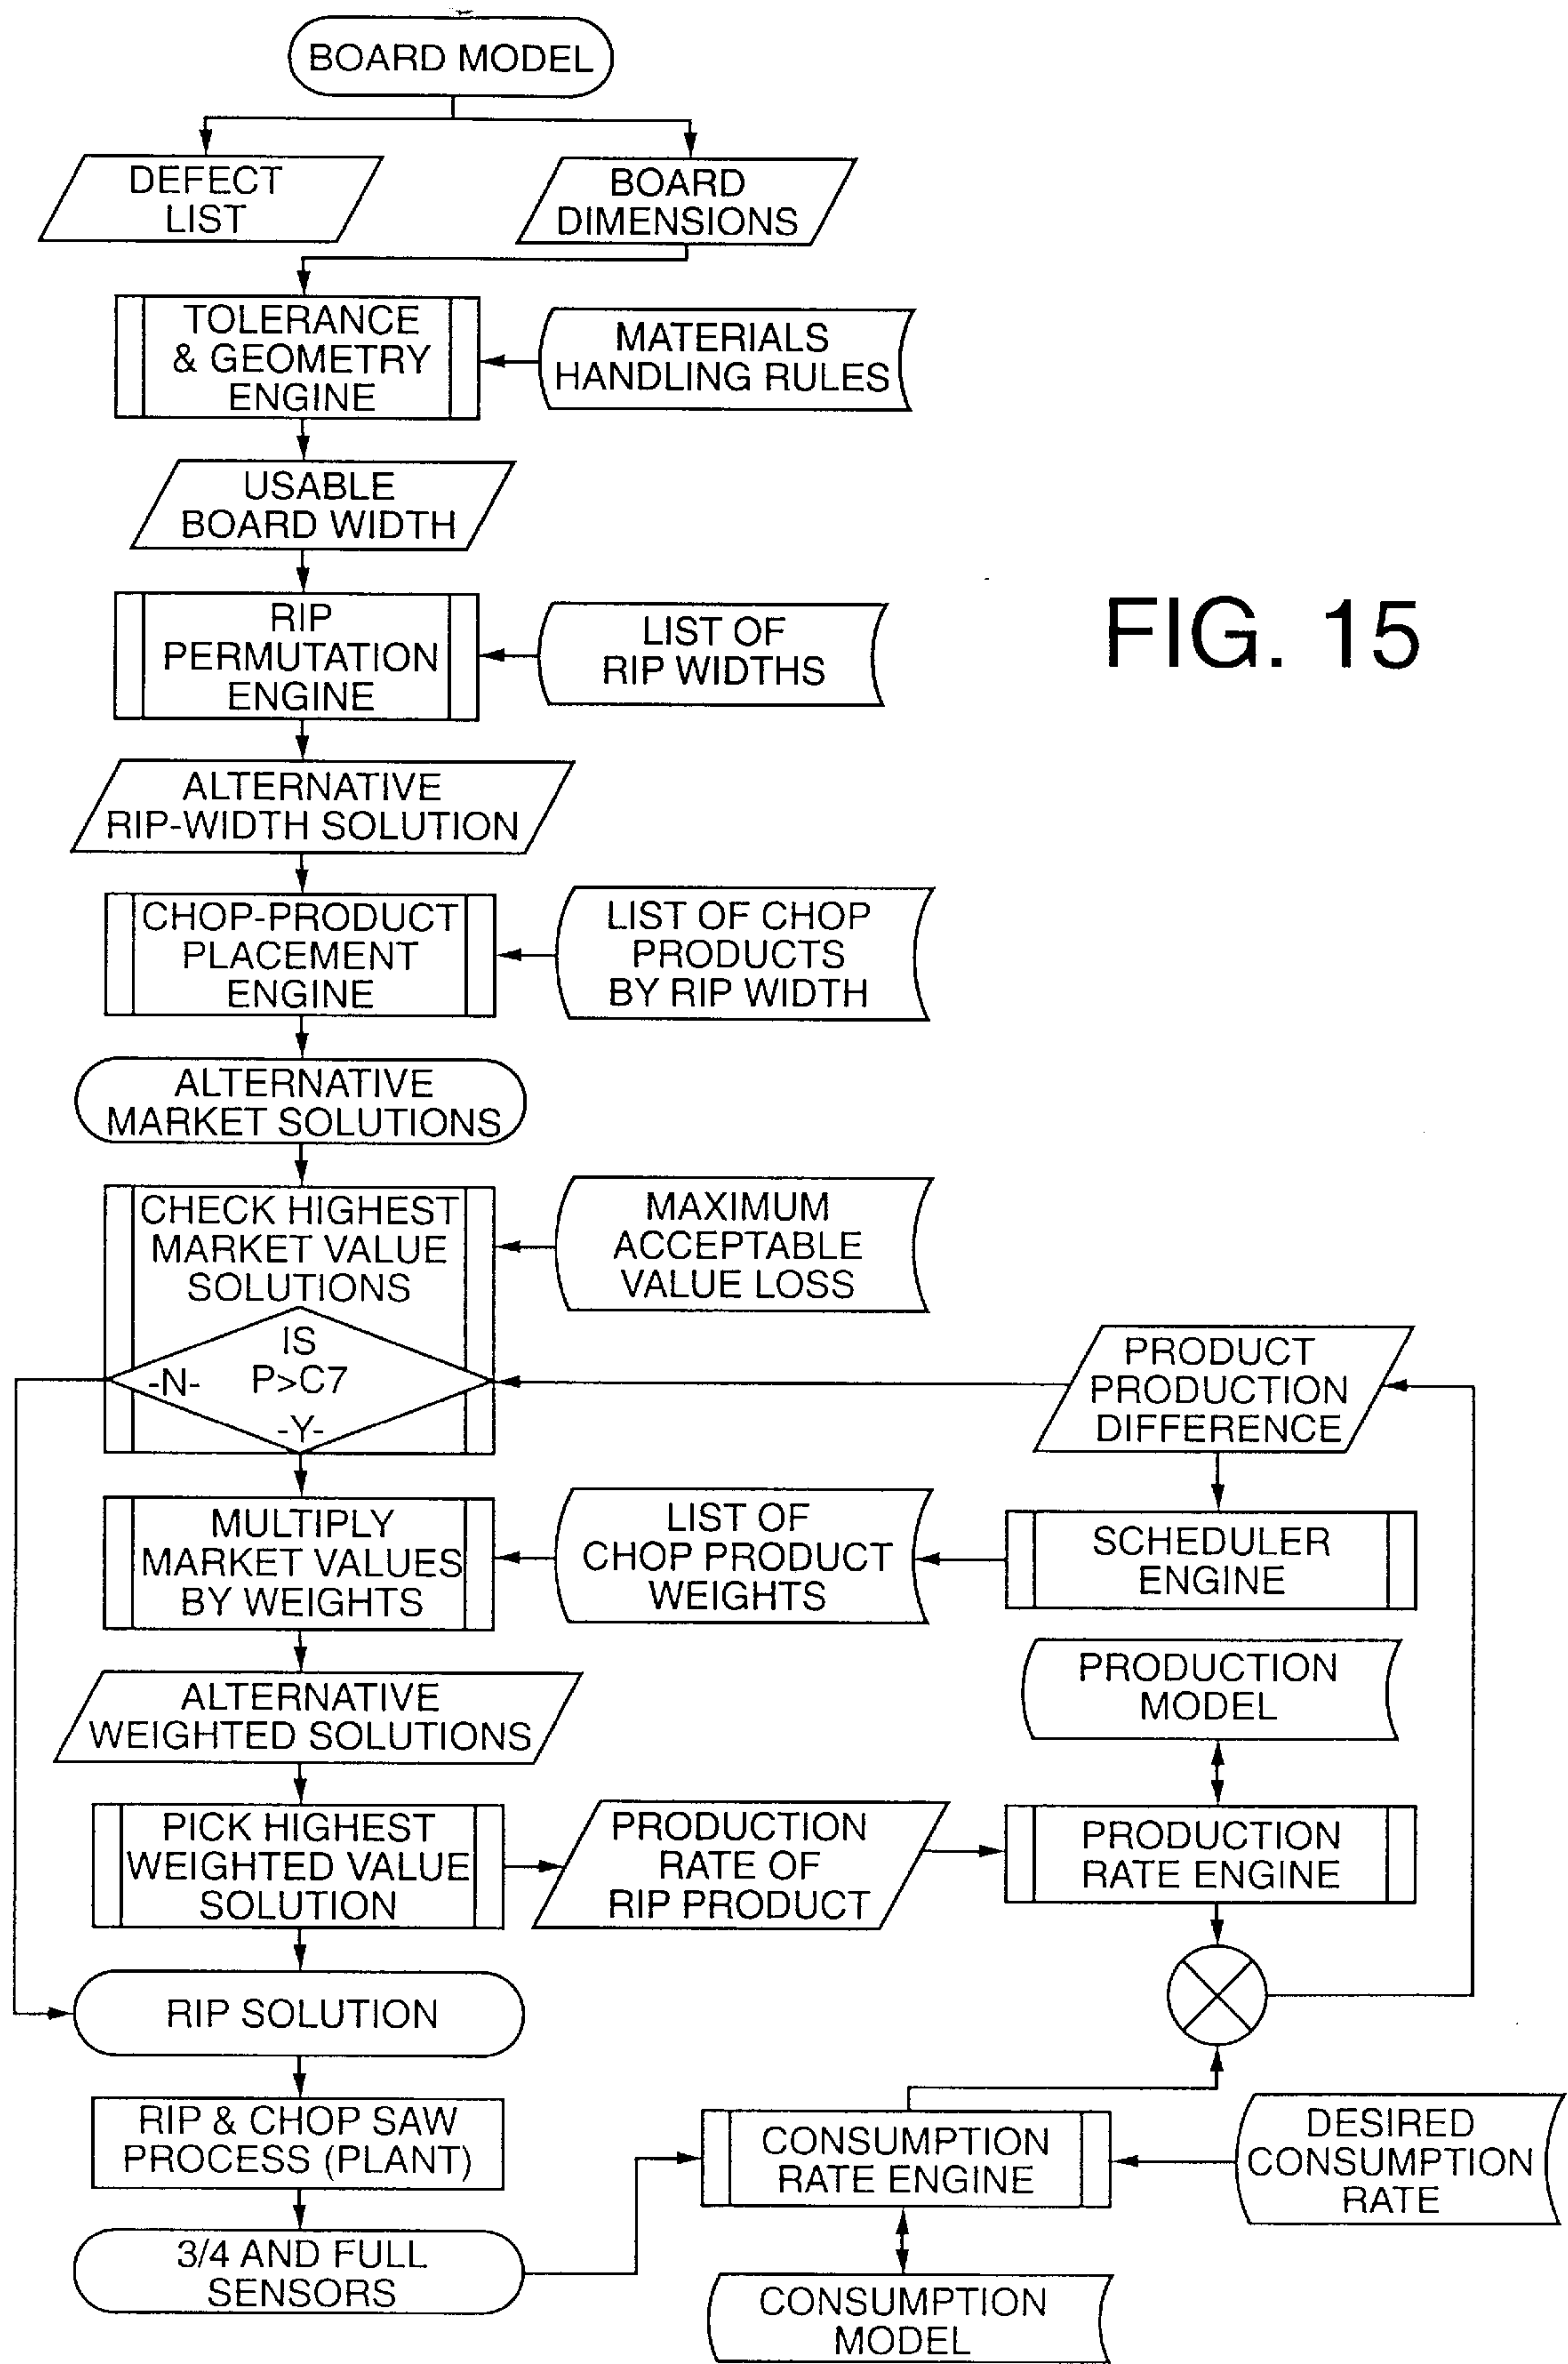 BOARD MODEL
DEFECT
LIST
BOARD
DIMENSIONS
TOLERANCE
& GEOMETRY
ENGINE
MATERIALS
HANDLING RULES
USABLE
BOARD WIDTH
RIP
PERMUTATION
ENGINE
LIST OF
RIP WIDTHS
FIG. 15
ALTERNATIVE
RIP-WIDTH SOLUTION
CHOP-PRODUCT
PLACEMENT
ENGINE
LIST OF CHOP
PRODUCTS
BY RIP WIDTH
ALTERNATIVE
MARKET SOLUTIONS
CHECK HIGHEST
MARKET VALUE
SOLUTIONS
MAXIMUM
ACCEPTABLE
VALUE LOSS
IS
-N- P>C7
-Y-
PRODUCT
PRODUCTION
DIFFERENCE
MULTIPLY
MARKET VALUES
BY WEIGHTS
LIST OF
CHOP PRODUCT
WEIGHTS
SCHEDULER
ENGINE
PRODUCTION
MODEL
ALTERNATIVE
WEIGHTED SOLUTIONS
PICK HIGHEST
WEIGHTED VALUE
SOLUTION
PRODUCTION
RATE OF
RIP PRODUCT
PRODUCTION
RATE ENGINE
RIP SOLUTION
RIP & CHOP SAW
PROCESS (PLANT)
CONSUMPTION
RATE ENGINE
DESIRED
CONSUMPTION
RATE
3/4 AND FULL
SENSORS
CONSUMPTION
MODEL